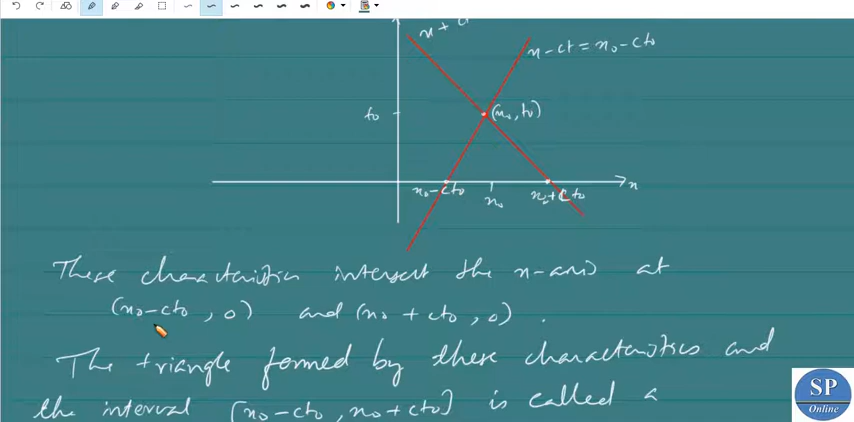 x + c
x - ct = x₀ - ct₀
t₀
(x₀, t₀)
x₀ - ct₀
x₀
x₀ + ct₀
x
These characteristics intersect the x-axis at
(x₀ - ct₀, 0) and (x₀ + ct₀, 0).
The triangle formed by these characteristics and
the interval [x₀ - ct₀, x₀ + ct₀] is called a
SP
Online